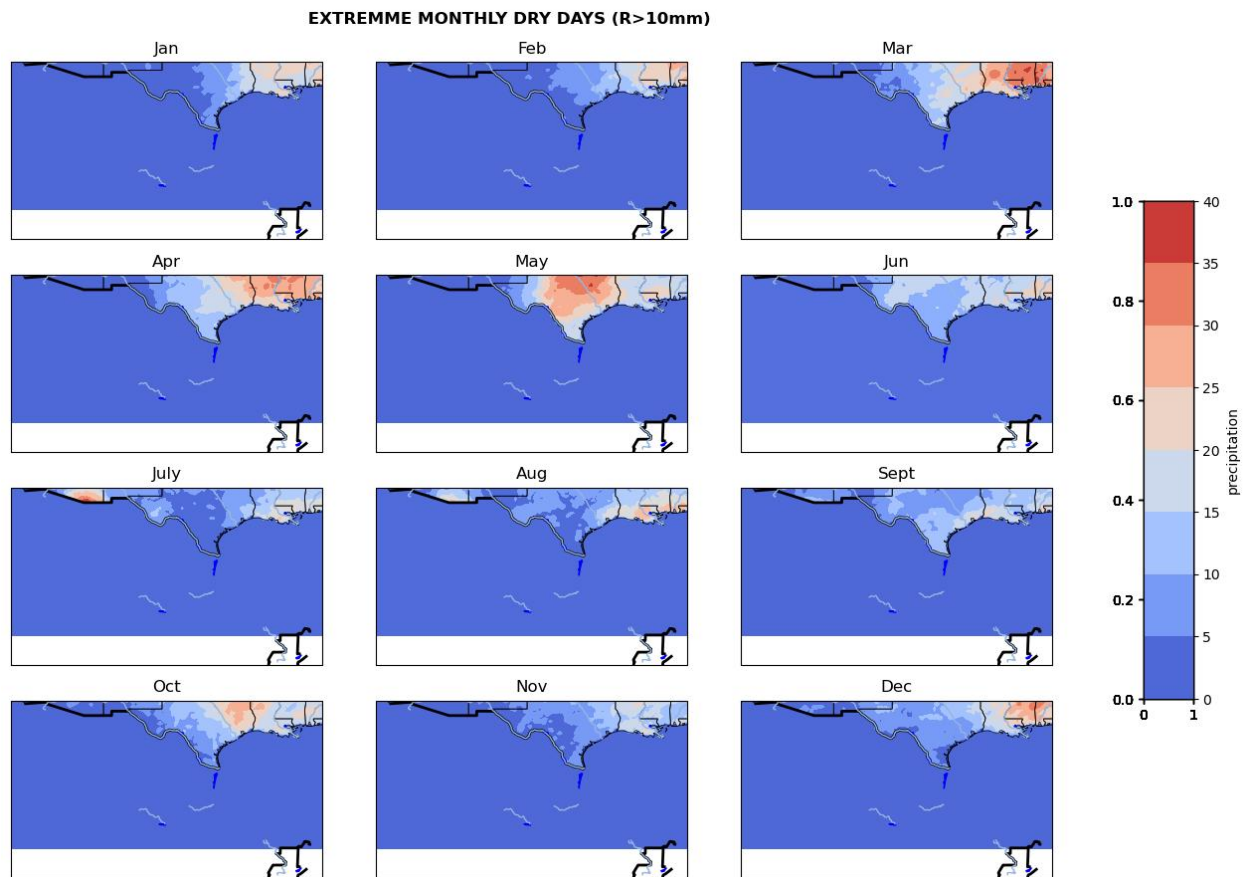 EXTREMME MONTHLY DRY DAYS (R>10mm)
Jan Feb Mar
Apr May Jun
July Aug Sept
Oct Nov Dec
1.0 40
35
0.8 30
25
0.6 20
0.4 15
10
0.2 5
0.0 0
0 1
precipitation